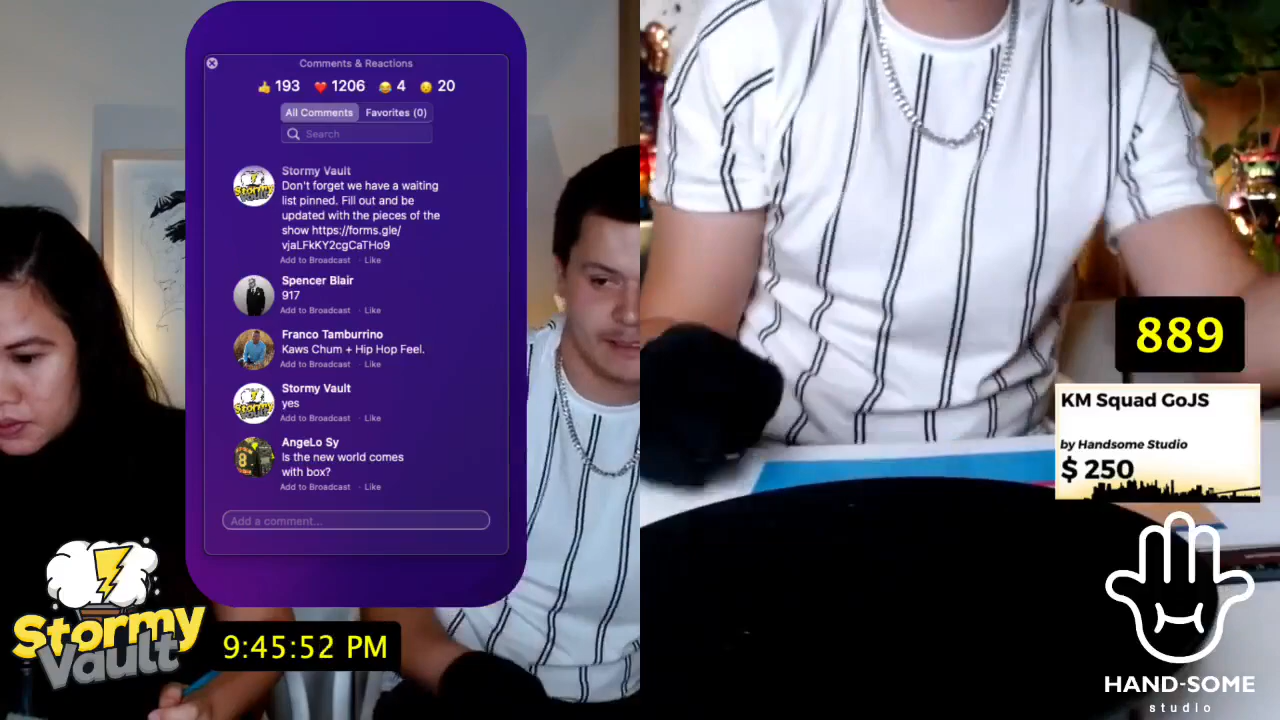 Comments & Reactions
193 1206 4 20
All Comments Favorites (0)
Search
Stormy Vault
Don't forget we have a waiting
list pinned. Fill out and be
updated with the pieces of the
show https://forms.gle/
vjaLFkKY2cgCaTHo9
Add to Broadcast · Like
Spencer Blair
917
Add to Broadcast · Like
Franco Tamburrino
Kaws Chum + Hip Hop Feel.
Add to Broadcast · Like
Stormy Vault
yes
Add to Broadcast · Like
AngeLo Sy
Is the new world comes
with box?
Add to Broadcast · Like
Add a comment...
Stormy
Vault
9:45:52 PM
889
KM Squad GoJS
by Handsome Studio
$ 250
HAND-SOME
studio